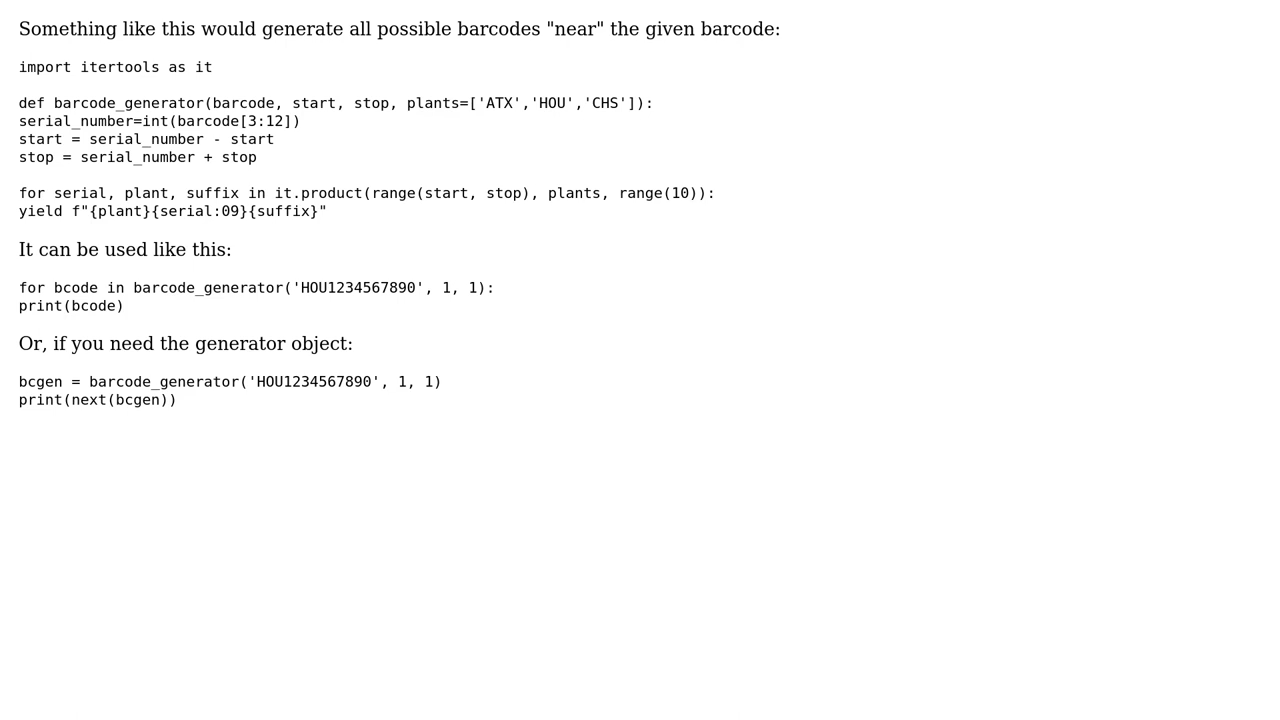 Something like this would generate all possible barcodes "near" the given barcode:
import itertools as it
def barcode_generator(barcode, start, stop, plants=['ATX','HOU','CHS']):
serial_number=int(barcode[3:12])
start = serial_number - start
stop = serial_number + stop
for serial, plant, suffix in it.product(range(start, stop), plants, range(10)):
yield f"{plant}{serial:09}{suffix}"
It can be used like this:
for bcode in barcode_generator('HOU1234567890', 1, 1):
print(bcode)
Or, if you need the generator object:
bcgen = barcode_generator('HOU1234567890', 1, 1)
print(next(bcgen))